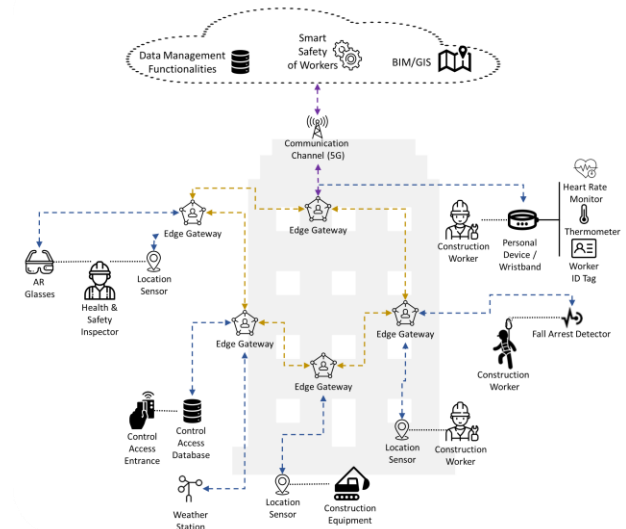 Data Management
Functionalities
Smart
Safety
of Workers
BIM/GIS
Communication
Channel (5G)
Heart Rate
Monitor
Thermometer
Worker
ID Tag
Edge Gateway
Edge Gateway
Construction
Worker
Personal
Device /
Wristband
AR
Glasses
Health &
Safety
Inspector
Location
Sensor
Edge Gateway
Edge Gateway
Fall Arrest Detector
Construction
Worker
Edge Gateway
Control
Access
Entrance
Control
Access
Database
Location
Sensor
Construction
Worker
Weather
Station
Location
Sensor
Construction
Equipment